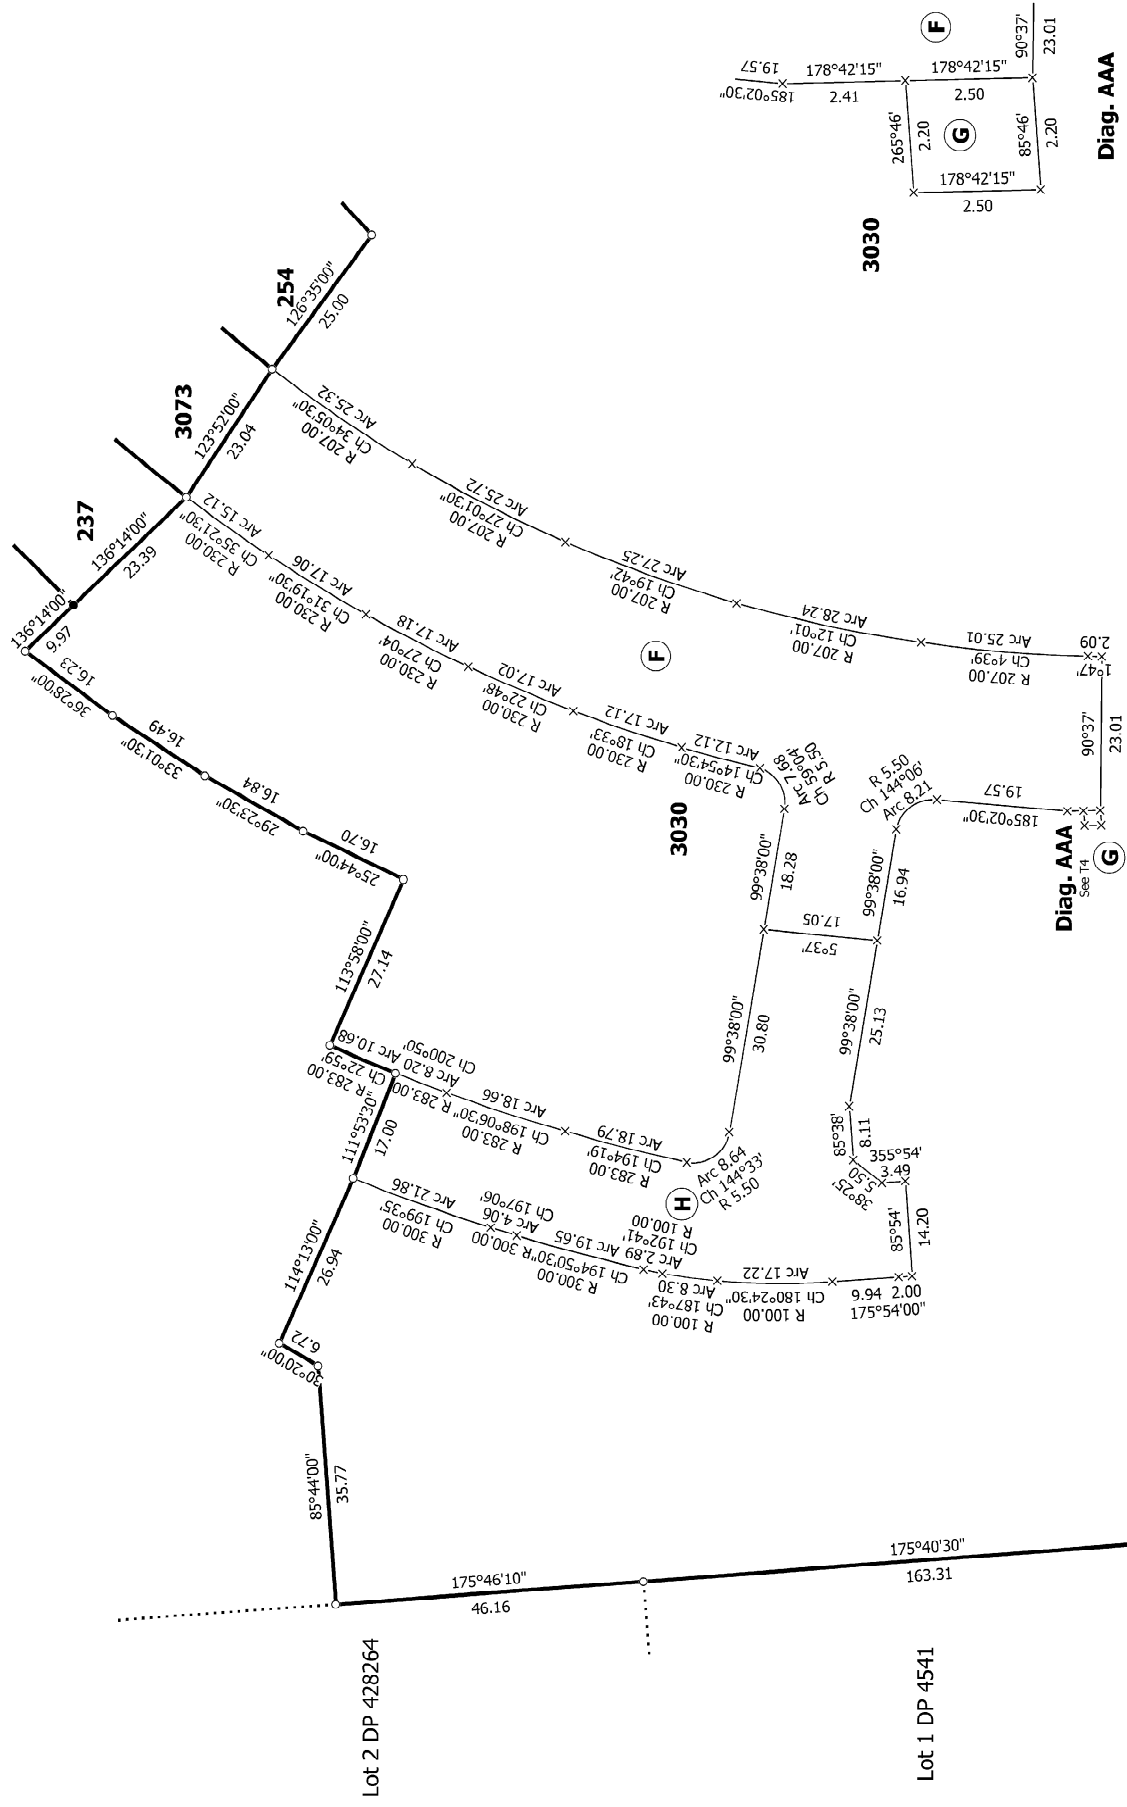 19.57
185°02'30"
178°42'15"
2.41
178°42'15"
2.50
F
90°37'
23.01
265°46'
2.20
G
85°46'
2.20
178°42'15"
2.50
3030
Diag. AAA
254
126°35'00"
25.00
3073
123°52'00"
23.04
237
136°14'00"
23.39
136°14'00"
9.97
36°28'00"
16.23
33°01'30"
16.49
29°23'30"
16.84
25°44'00"
16.70
113°58'00"
27.14
Arc 25.32
Ch 34°05'30"
R 207.00
Arc 25.72
Ch 27°01'30"
R 207.00
Arc 27.25
Ch 19°42'
R 207.00
Arc 28.24
Ch 12°01'
R 207.00
Arc 25.01
Ch 4°39'
R 207.00
2.09
1°47'
90°37'
23.01
Arc 15.12
Ch 35°21'30"
R 230.00
Arc 17.06
Ch 31°19'30"
R 230.00
Arc 17.18
Ch 27°04'
R 230.00
Arc 17.02
Ch 22°48'
R 230.00
Arc 17.12
Ch 18°33'
R 230.00
Arc 12.12
Ch 14°54'30"
R 230.00
F
Arc 7.68
Ch 59°04'
R 5.50
3030
R 5.50
Ch 144°06'
Arc 8.21
19.57
185°02'30"
Diag. AAA
See T4
G
99°38'00"
18.28
99°38'00"
16.94
17.05
5°37'
99°38'00"
30.80
99°38'00"
25.13
85°38'
8.11
38°25'
5.50
355°54'
3.49
85°54'
14.20
Arc 10.68
Ch 22°59'
R 283.00
Arc 8.20
Ch 200°50'
R 283.00
Arc 18.66
Ch 198°06'30"
R 283.00
Arc 18.79
Ch 194°19'
R 283.00
Arc 8.64
Ch 144°33'
R 5.50
H
111°53'30"
17.00
Arc 21.86
Ch 199°35'
R 300.00
Arc 4.06
Ch 197°06'
R 300.00
Arc 19.65
Ch 194°50'30"
R 300.00
Arc 2.89
Ch 192°41'
R 100.00
Arc 8.30
Ch 187°43'
R 100.00
Arc 17.22
Ch 180°24'30"
R 100.00
9.94 2.00
175°54'00"
114°13'00"
26.94
6.72
30°20'00"
85°44'00"
35.77
175°46'10"
46.16
175°40'30"
163.31
Lot 2 DP 428264
Lot 1 DP 4541